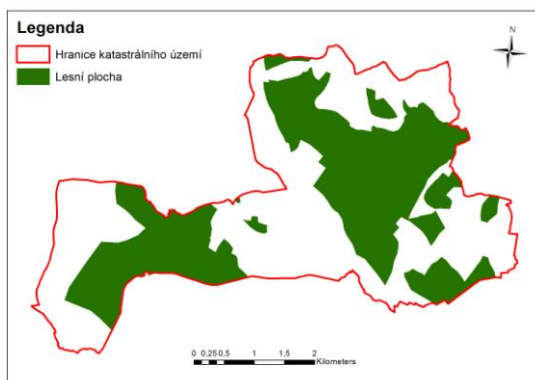 Legenda
Hranice katastrálního území
Lesní plocha
N
0 0,25 0,5 1 1,5 2
Kilometers